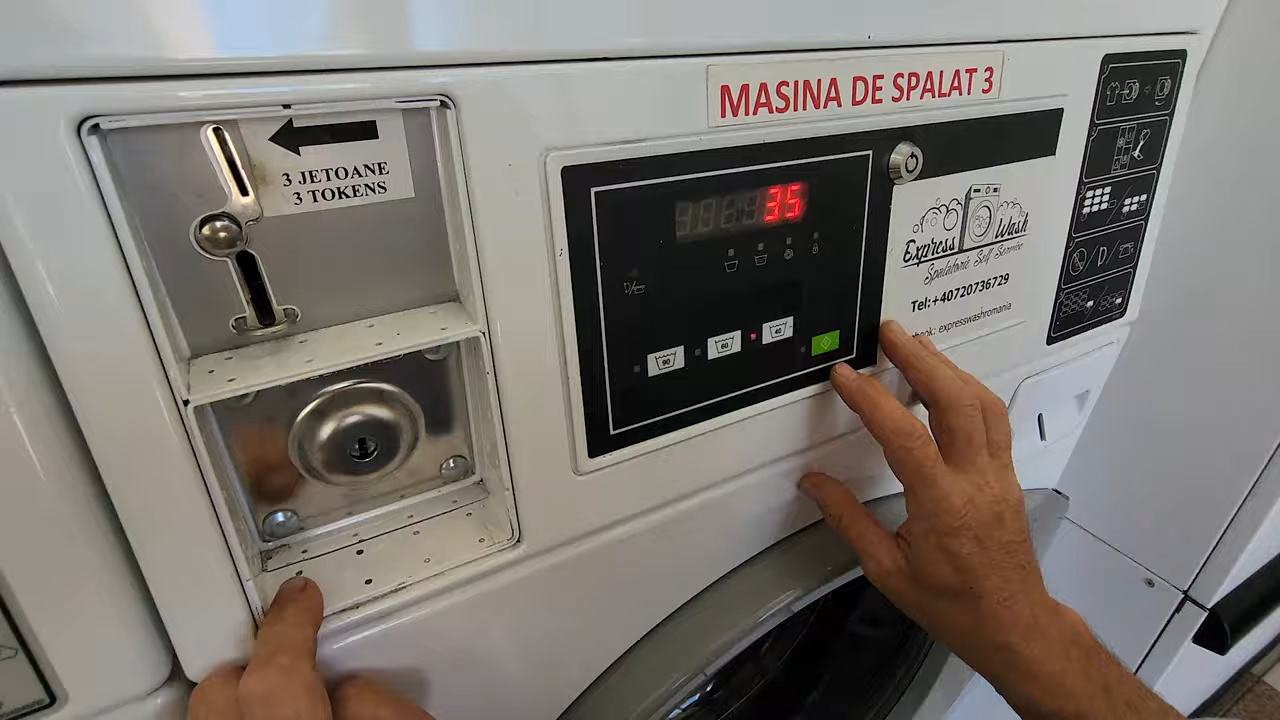 MASINA DE SPALAT 3
3 JETOANE
3 TOKENS
35
Express Wash
Spalatorie Self Service
Tel:+40720736729
book: expresswashromania
D/
90
60
40
/ D /